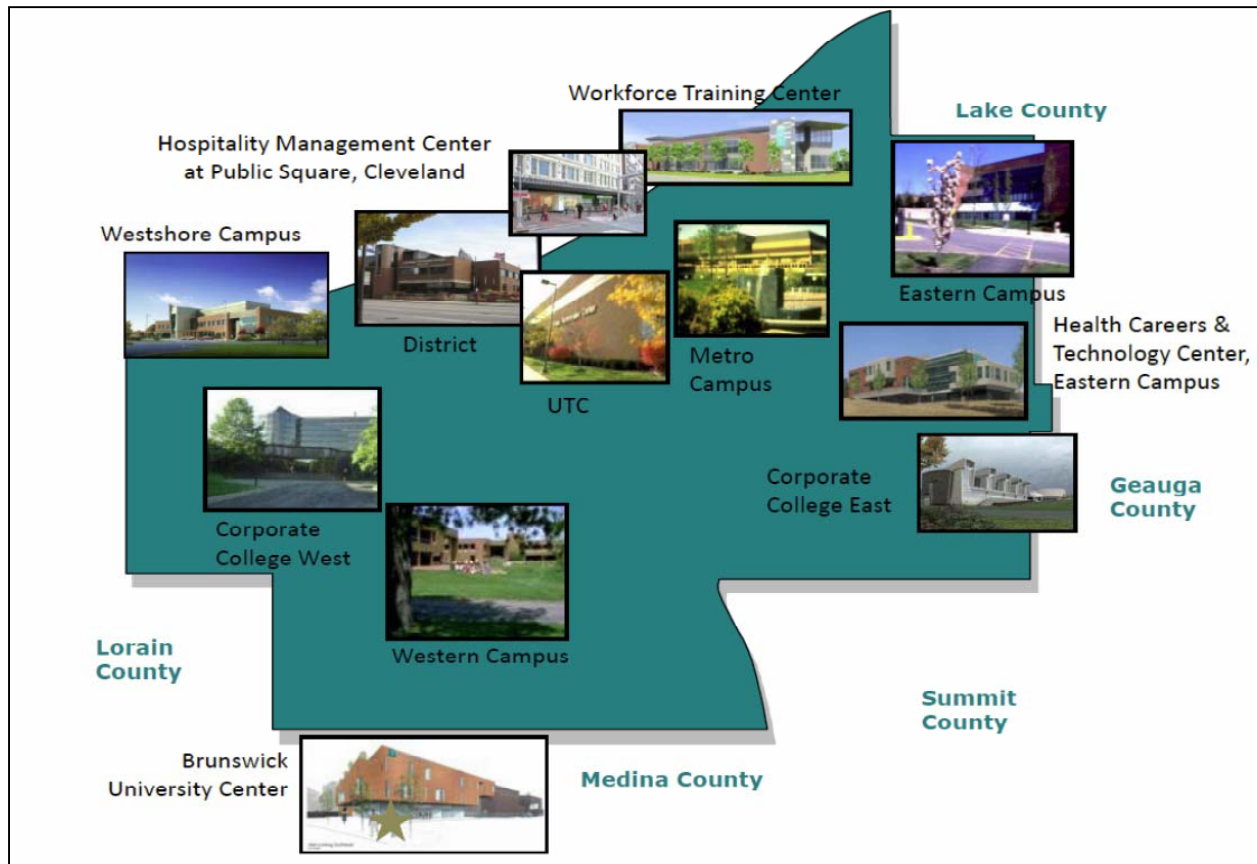 Workforce Training Center
Lake County
Hospitality Management Center
at Public Square, Cleveland
Westshore Campus
Eastern Campus
District
Metro
Campus
UTC
Health Careers &
Technology Center,
Eastern Campus
Corporate
College West
Corporate
College East
Geauga
County
Western Campus
Lorain
County
Summit
County
Brunswick
University Center
Medina County